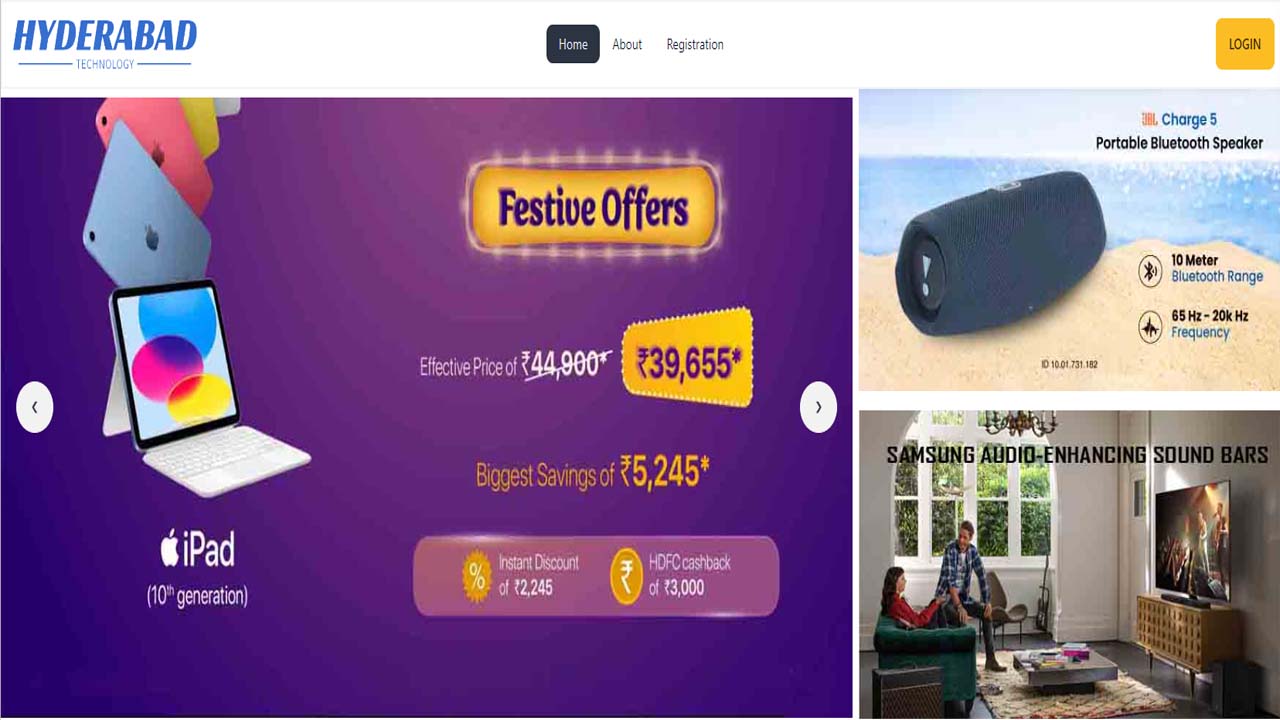 HYDERABAD
TECHNOLOGY
Home About Registration
LOGIN
Festive Offers
Effective Price of ₹44,900* ₹39,655*
Biggest Savings of ₹5,245*
iPad
(10th generation)
% Instant Discount
of ₹2,245
₹ HDFC cashback
of ₹3,000
‹
›
JBL Charge 5
Portable Bluetooth Speaker
10 Meter
Bluetooth Range
65 Hz - 20k Hz
Frequency
ID 10.01.731.182
SAMSUNG AUDIO-ENHANCING SOUND BARS